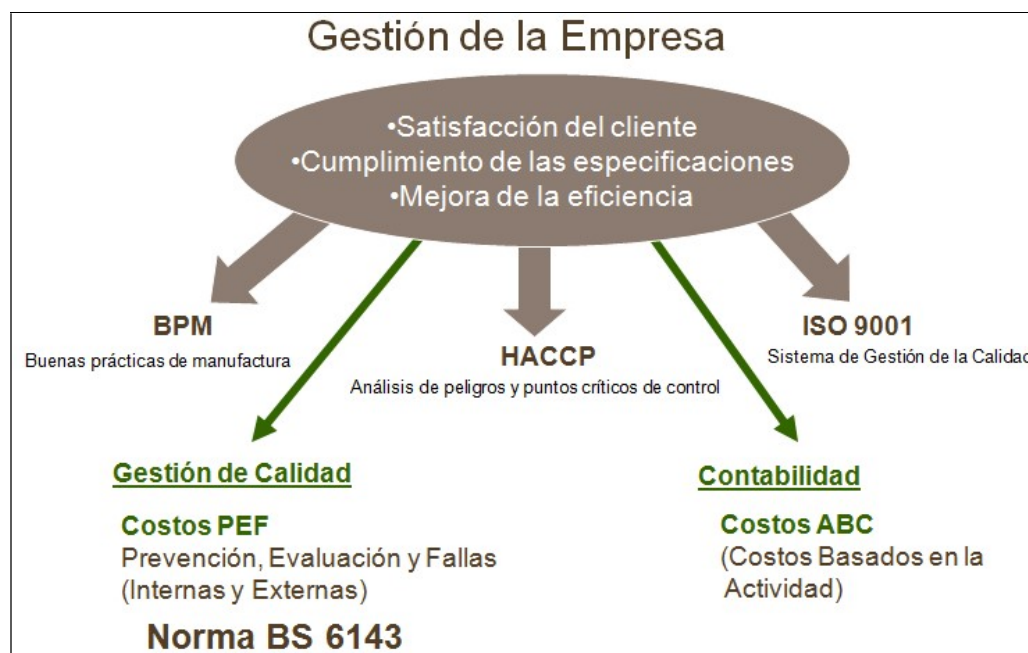 Gestión de la Empresa
•Satisfacción del cliente
•Cumplimiento de las especificaciones
•Mejora de la eficiencia
BPM
Buenas prácticas de manufactura
HACCP
Análisis de peligros y puntos críticos de control
ISO 9001
Sistema de Gestión de la Calidad
Gestión de Calidad
Costos PEF
Prevención, Evaluación y Fallas
(Internas y Externas)
Norma BS 6143
Contabilidad
Costos ABC
(Costos Basados en la
Actividad)